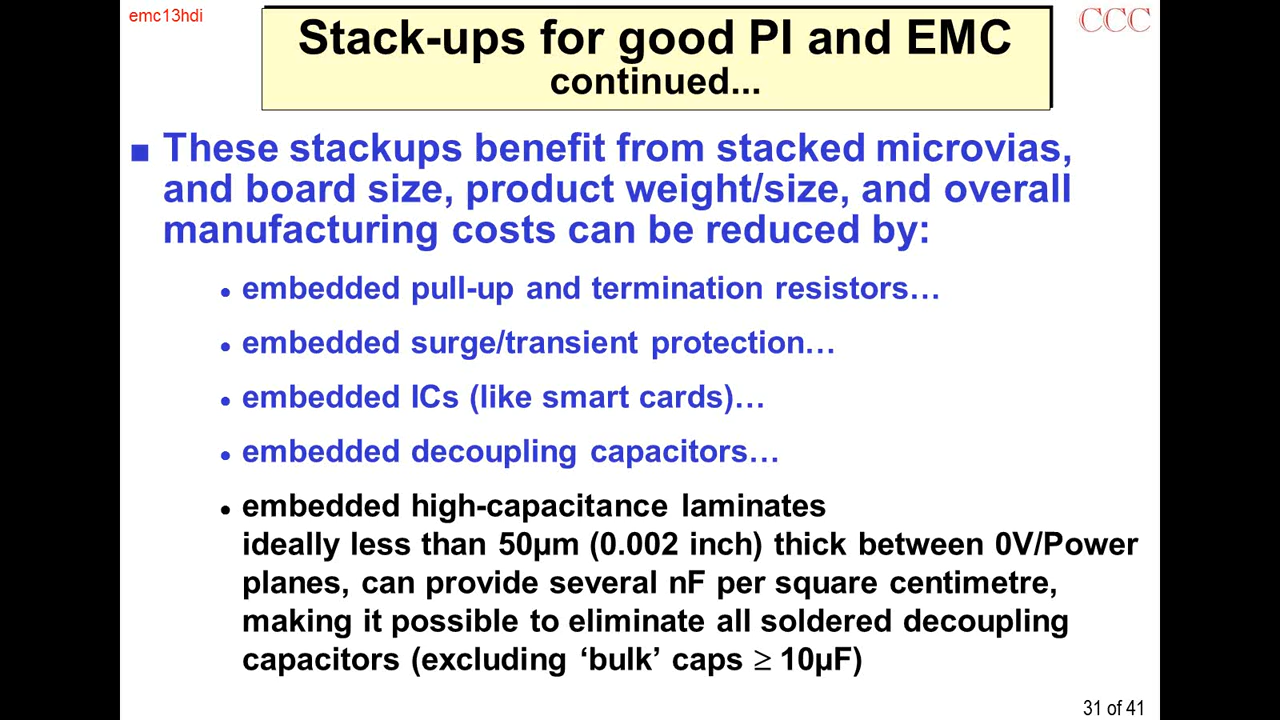 emc13hdi
Stack-ups for good PI and EMC
continued...
CCC
■ These stackups benefit from stacked microvias,
and board size, product weight/size, and overall
manufacturing costs can be reduced by:
• embedded pull-up and termination resistors…
• embedded surge/transient protection…
• embedded ICs (like smart cards)…
• embedded decoupling capacitors…
• embedded high-capacitance laminates
ideally less than 50µm (0.002 inch) thick between 0V/Power
planes, can provide several nF per square centimetre,
making it possible to eliminate all soldered decoupling
capacitors (excluding ‘bulk’ caps ≥ 10µF)
31 of 41